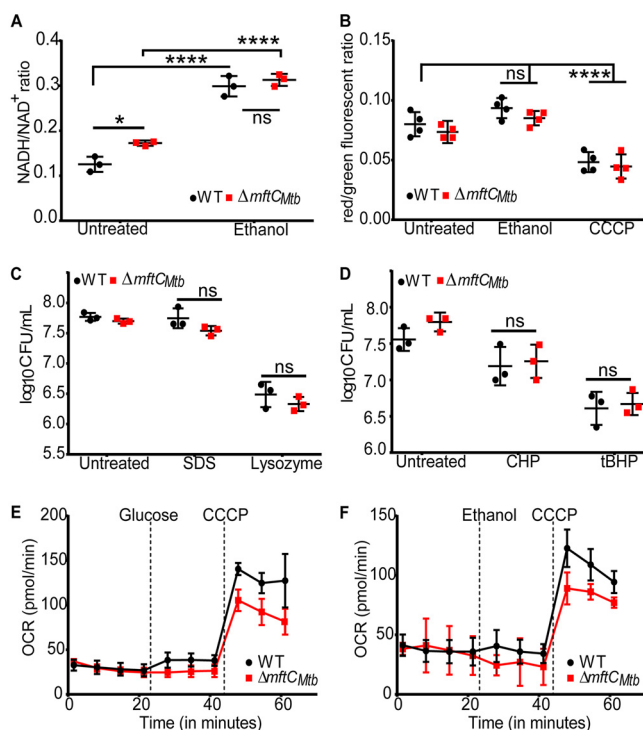 A
NADH/NAD+ ratio
0.4
0.3
0.2
0.1
0.0
****
****
*
ns
WT ΔmftCMtb
Untreated Ethanol
B
red/green fluorescent ratio
0.15
0.10
0.05
0.00
ns ****
WT ΔmftCMtb
Untreated Ethanol CCCP
C
WT ΔmftCMtb
log10CFU/mL
8.0
7.5
7.0
6.5
6.0
5.5
ns
ns
Untreated SDS Lysozyme
D
WT ΔmftCMtb
log10CFU/mL
8.5
8.0
7.5
7.0
6.5
6.0
ns
ns
Untreated CHP tBHP
E
Glucose CCCP
OCR (pmol/min)
200
150
100
50
0
WT
ΔmftCMtb
0 20 40 60
Time (in minutes)
F
Ethanol CCCP
OCR (pmol/min)
150
100
50
0
WT
ΔmftCMtb
0 20 40 60
Time (in minutes)